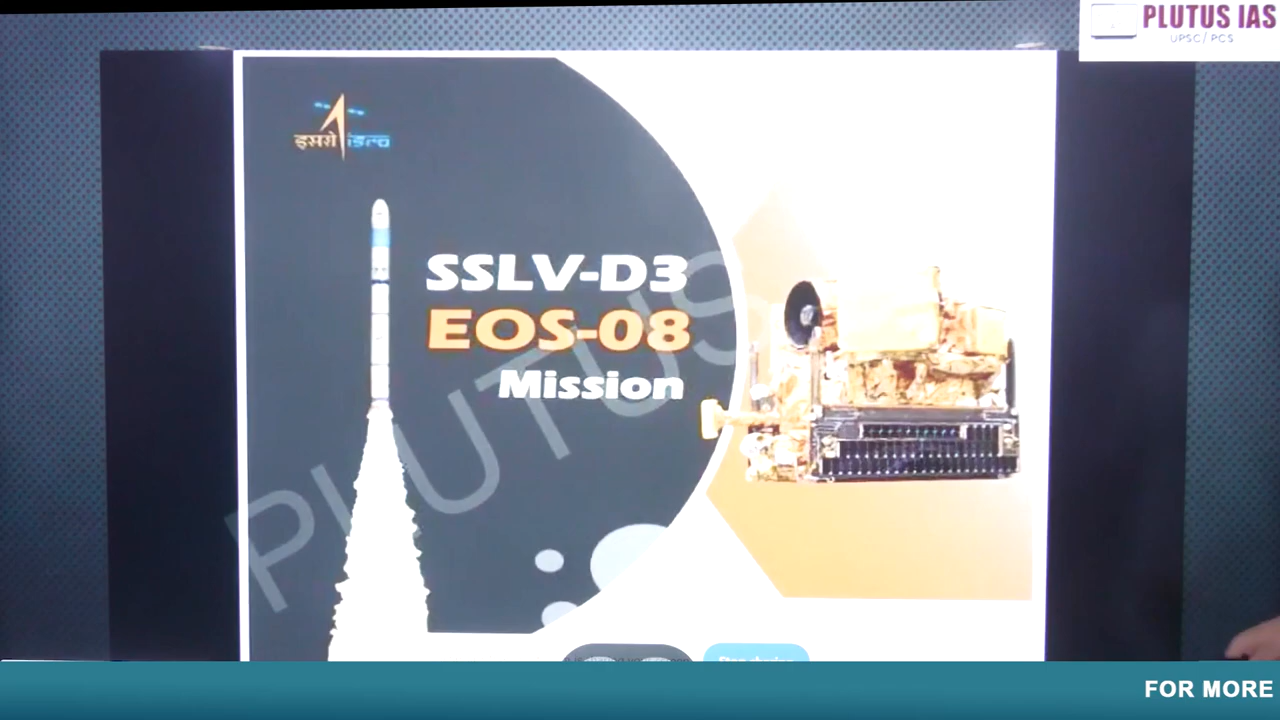 PLUTUS IAS
UPSC/ PCS
इसरो isro
SSLV-D3
EOS-08
Mission
PLUTUS
FOR MORE